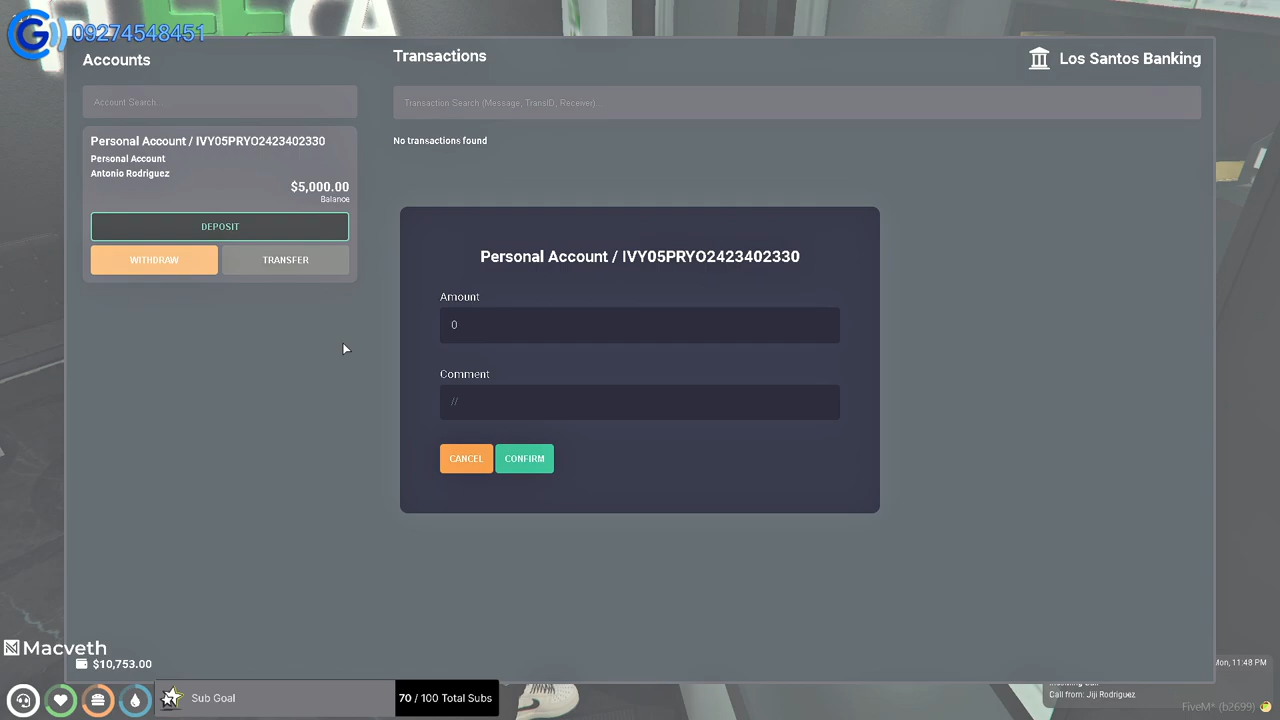 09274548451
Accounts
Transactions
Los Santos Banking
Account Search...
Transaction Search (Message, TransID, Receiver)...
Personal Account / IVY05PRYO2423402330
Personal Account
Antonio Rodriguez
$5,000.00
Balance
DEPOSIT
WITHDRAW
TRANSFER
No transactions found
Personal Account / IVY05PRYO2423402330
Amount
0
Comment
//
CANCEL
CONFIRM
Macveth
$10,753.00
Sub Goal
70 / 100 Total Subs
Mon, 11:48 PM
Call from: Jiji Rodriguez
FiveM* (b2699)